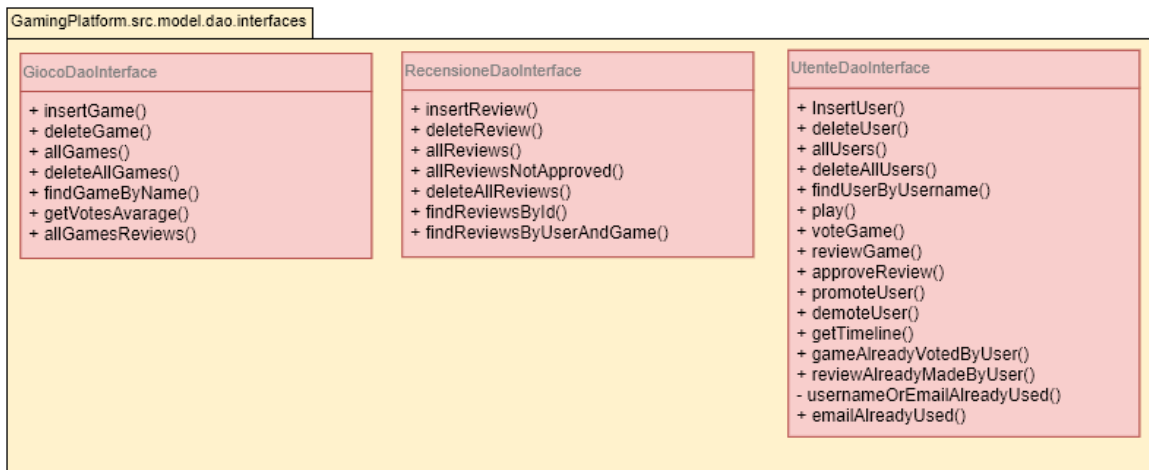 GamingPlatform.src.model.dao.interfaces
GiocoDaoInterface
+ insertGame()
+ deleteGame()
+ allGames()
+ deleteAllGames()
+ findGameByName()
+ getVotesAvarage()
+ allGamesReviews()
RecensioneDaoInterface
+ insertReview()
+ deleteReview()
+ allReviews()
+ allReviewsNotApproved()
+ deleteAllReviews()
+ findReviewsById()
+ findReviewsByUserAndGame()
UtenteDaoInterface
+ InsertUser()
+ deleteUser()
+ allUsers()
+ deleteAllUsers()
+ findUserByUsername()
+ play()
+ voteGame()
+ reviewGame()
+ approveReview()
+ promoteUser()
+ demoteUser()
+ getTimeline()
+ gameAlreadyVotedByUser()
+ reviewAlreadyMadeByUser()
- usernameOrEmailAlreadyUsed()
+ emailAlreadyUsed()